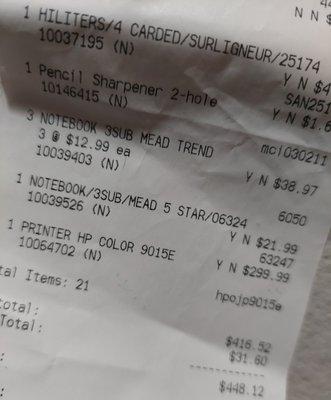 1 HILITERS/4 CARDED/SURLIGNEUR/25174
10037195 (N) Y N $4
1 Pencil Sharpener 2-hole SAN251
10146415 (N) Y N $1.6
3 NOTEBOOK 3SUB MEAD TREND mci030211
3 @ $12.99 ea
10039403 (N) Y N $38.97
1 NOTEBOOK/3SUB/MEAD 5 STAR/06324 6050
10039526 (N) Y N $21.99
1 PRINTER HP COLOR 9015E 63247
10064702 (N) Y N $299.99
hpojp9015e
tal Items: 21
total: $416.52
Total: $31.60
-----------
: $448.12
: